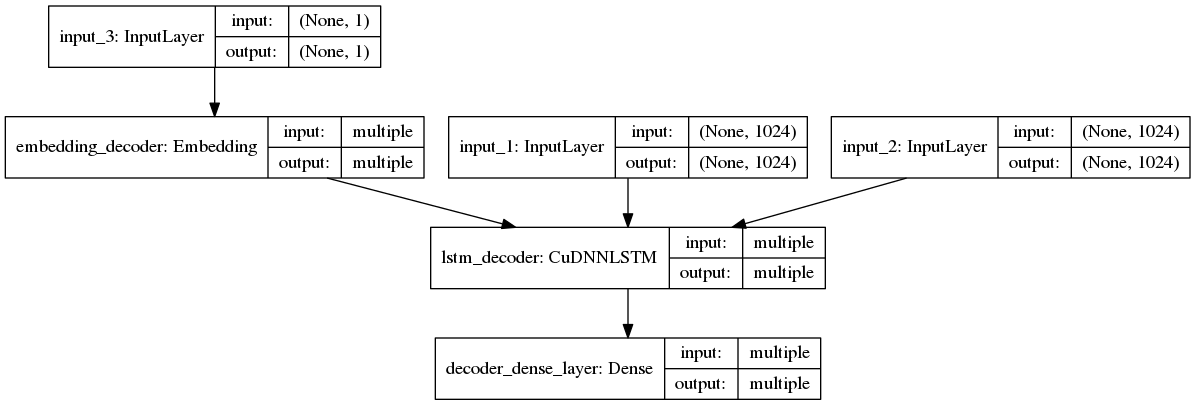 input_3: InputLayer
input: (None, 1)
output: (None, 1)
embedding_decoder: Embedding
input: multiple
output: multiple
input_1: InputLayer
input: (None, 1024)
output: (None, 1024)
input_2: InputLayer
input: (None, 1024)
output: (None, 1024)
lstm_decoder: CuDNNLSTM
input: multiple
output: multiple
decoder_dense_layer: Dense
input: multiple
output: multiple